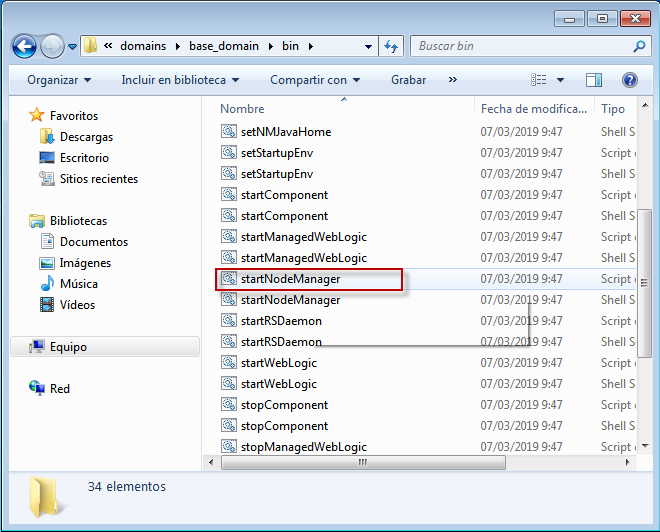 « domains ▸ base_domain ▸ bin ▸
Buscar bin
Organizar Incluir en biblioteca Compartir con Grabar »
Nombre Fecha de modifica... Tipo
Favoritos
Descargas
Escritorio
Sitios recientes
Bibliotecas
Documentos
Imágenes
Música
Vídeos
Equipo
Red
setNMJavaHome 07/03/2019 9:47 Shell S
setStartupEnv 07/03/2019 9:47 Script d
setStartupEnv 07/03/2019 9:47 Shell S
startComponent 07/03/2019 9:47 Script d
startComponent 07/03/2019 9:47 Shell S
startManagedWebLogic 07/03/2019 9:47 Script d
startManagedWebLogic 07/03/2019 9:47 Shell S
startNodeManager 07/03/2019 9:47 Script d
startNodeManager 07/03/2019 9:47 Shell S
startRSDaemon 07/03/2019 9:47 Script d
startRSDaemon 07/03/2019 9:47 Shell S
startWebLogic 07/03/2019 9:47 Script d
startWebLogic 07/03/2019 9:47 Shell S
stopComponent 07/03/2019 9:47 Script d
stopComponent 07/03/2019 9:47 Shell S
stopManagedWebLogic 07/03/2019 9:47 Script d
34 elementos